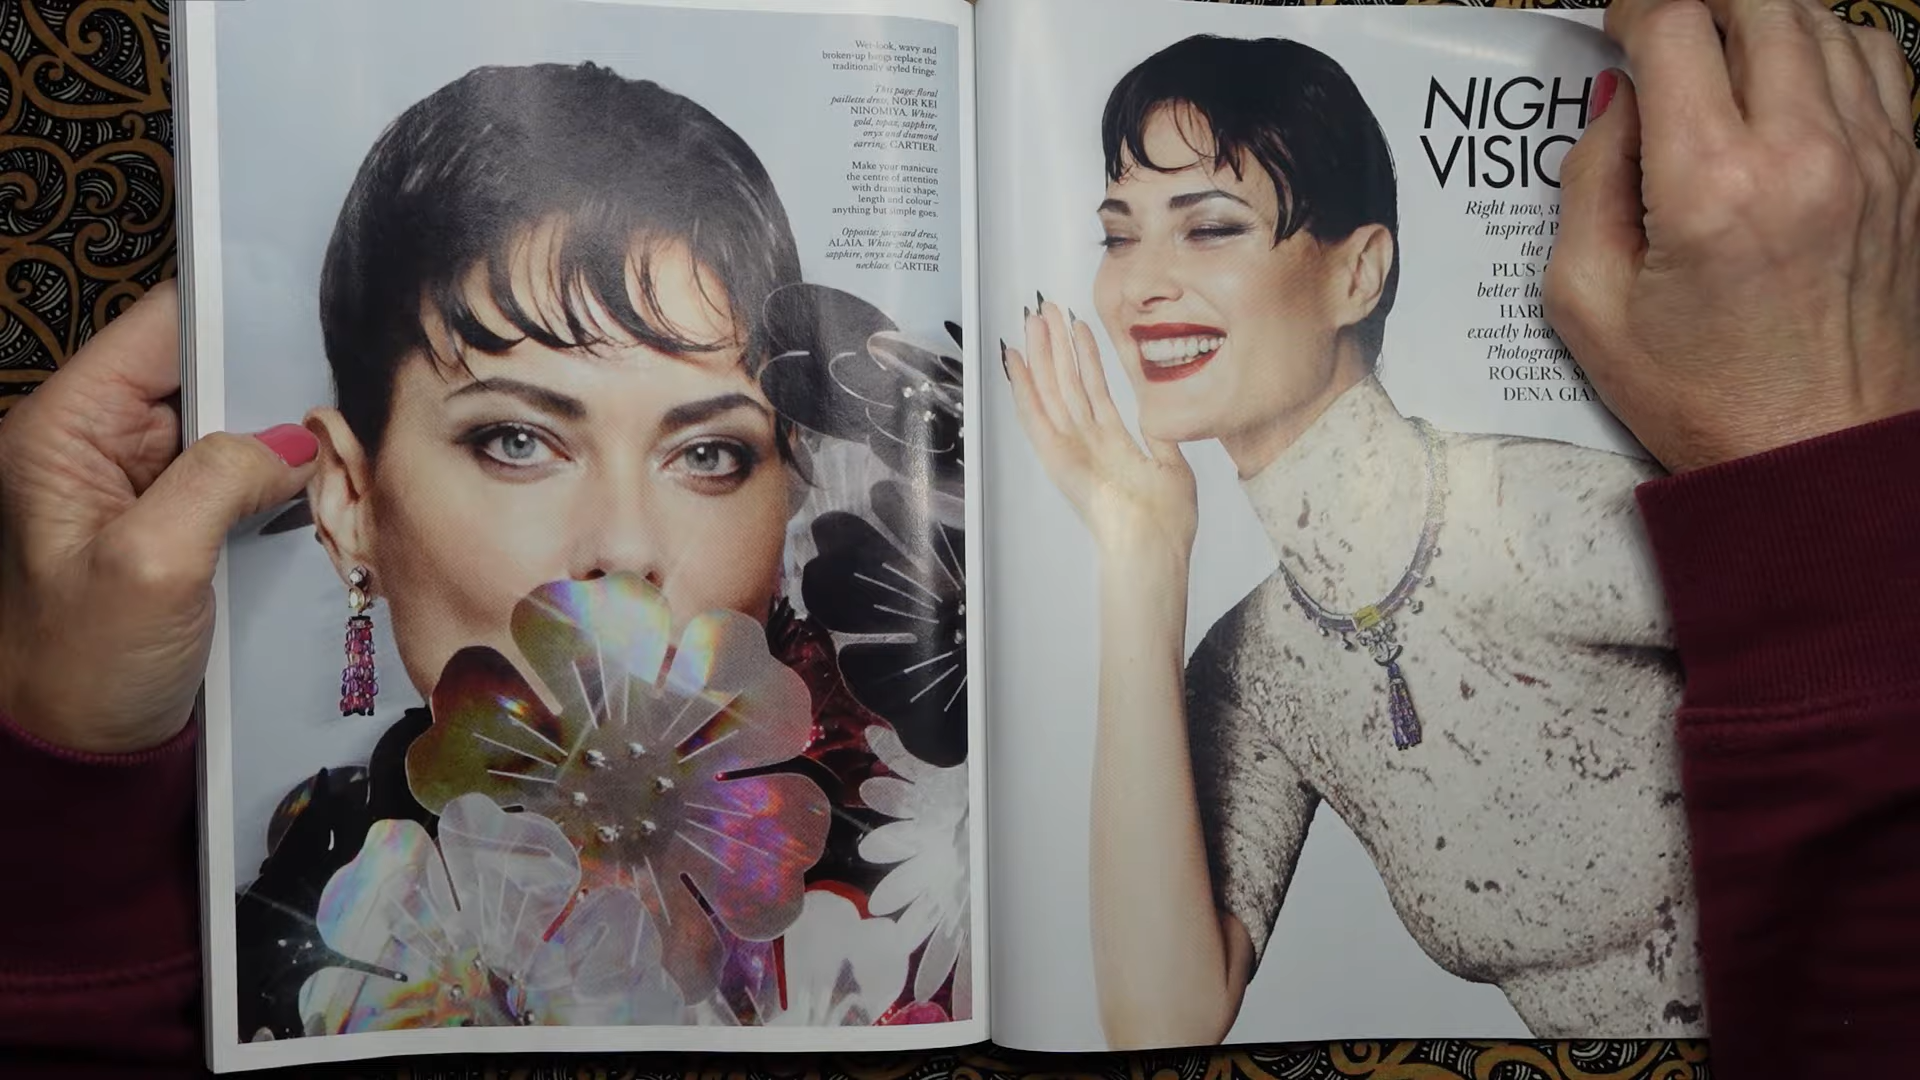 Wet-look, wavy and
broken-up bangs replace the
traditionally styled fringe.
This page: floral
paillette dress, NOIR KEI
NINOMIYA. White-
gold, topaz, sapphire,
onyx and diamond
earring, CARTIER.
Make your manicure
the centre of attention
with dramatic shape,
length and colour –
anything but simple goes.
Opposite: jacquard dress,
ALAÏA. White-gold, topaz,
sapphire, onyx and diamond
necklace, CARTIER
NIGH
VISIO
Right now,
inspired
the
PLUS-
better
HAR
exactly how
Photograph
ROGERS.
DENA GIA